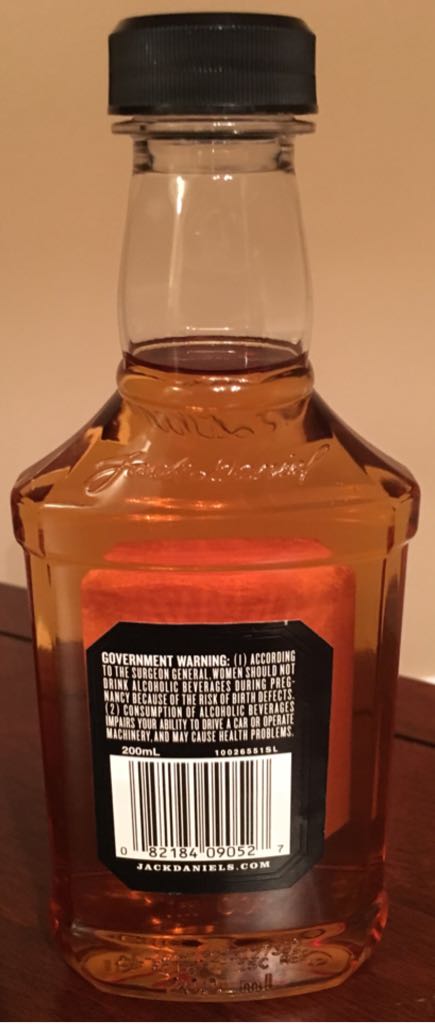 Jack Daniel
GOVERNMENT WARNING: (1) ACCORDING
TO THE SURGEON GENERAL, WOMEN SHOULD NOT
DRINK ALCOHOLIC BEVERAGES DURING PREG-
NANCY BECAUSE OF THE RISK OF BIRTH DEFECTS.
(2) CONSUMPTION OF ALCOHOLIC BEVERAGES
IMPAIRS YOUR ABILITY TO DRIVE A CAR OR OPERATE
MACHINERY, AND MAY CAUSE HEALTH PROBLEMS.
200mL 10026551SL
0 82184 09052 7
JACKDANIELS.COM